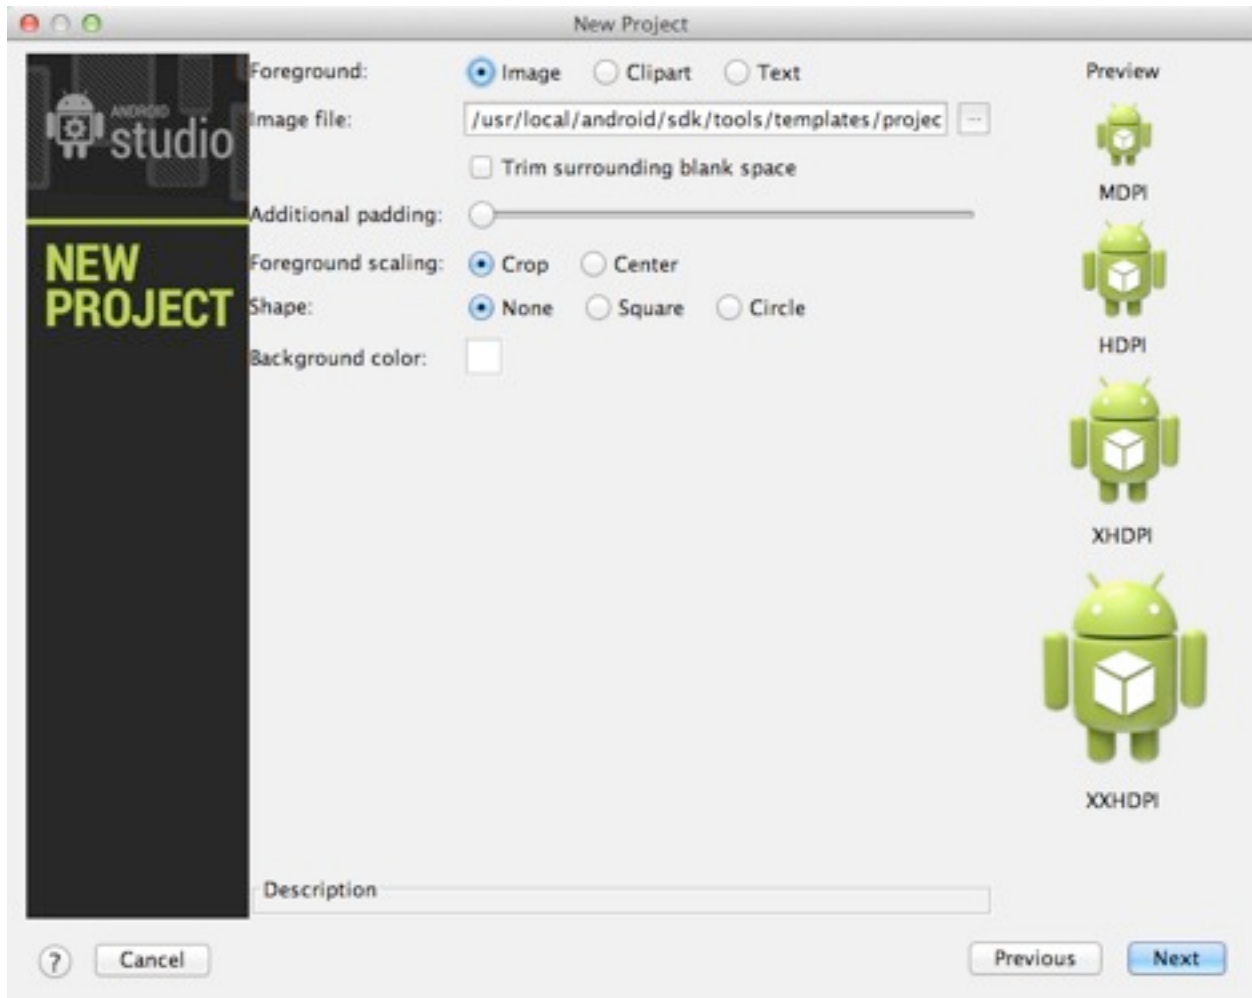 New Project
ANDROID
studio
NEW
PROJECT
Foreground: Image Clipart Text
Image file: /usr/local/android/sdk/tools/templates/projec ...
Trim surrounding blank space
Additional padding:
Foreground scaling: Crop Center
Shape: None Square Circle
Background color:
Preview
MDPI
HDPI
XHDPI
XXHDPI
Description
? Cancel Previous Next